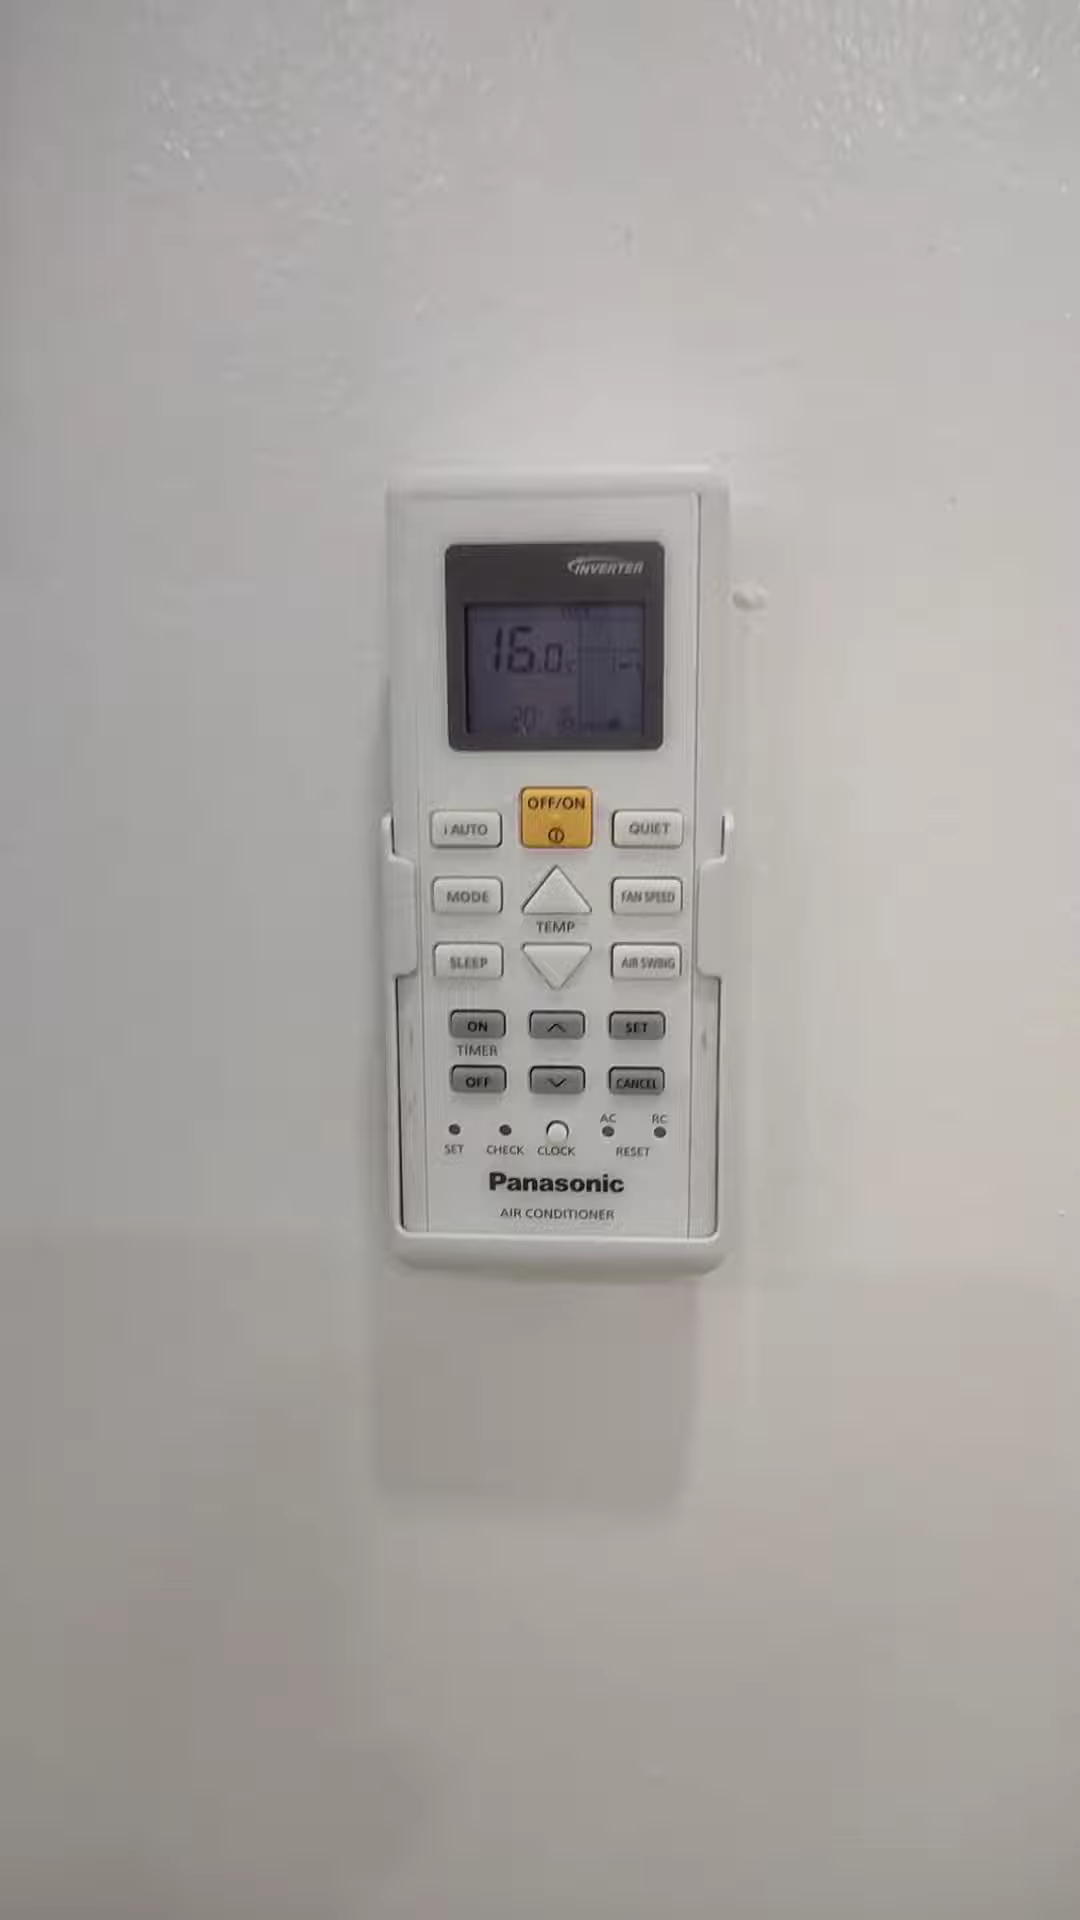 INVERTER
16.0
OFF/ON
i AUTO
QUIET
MODE
FAN SPEED
TEMP
SLEEP
AIR SWING
ON
SET
TIMER
OFF
CANCEL
AC
RC
SET
CHECK
CLOCK
RESET
Panasonic
AIR CONDITIONER